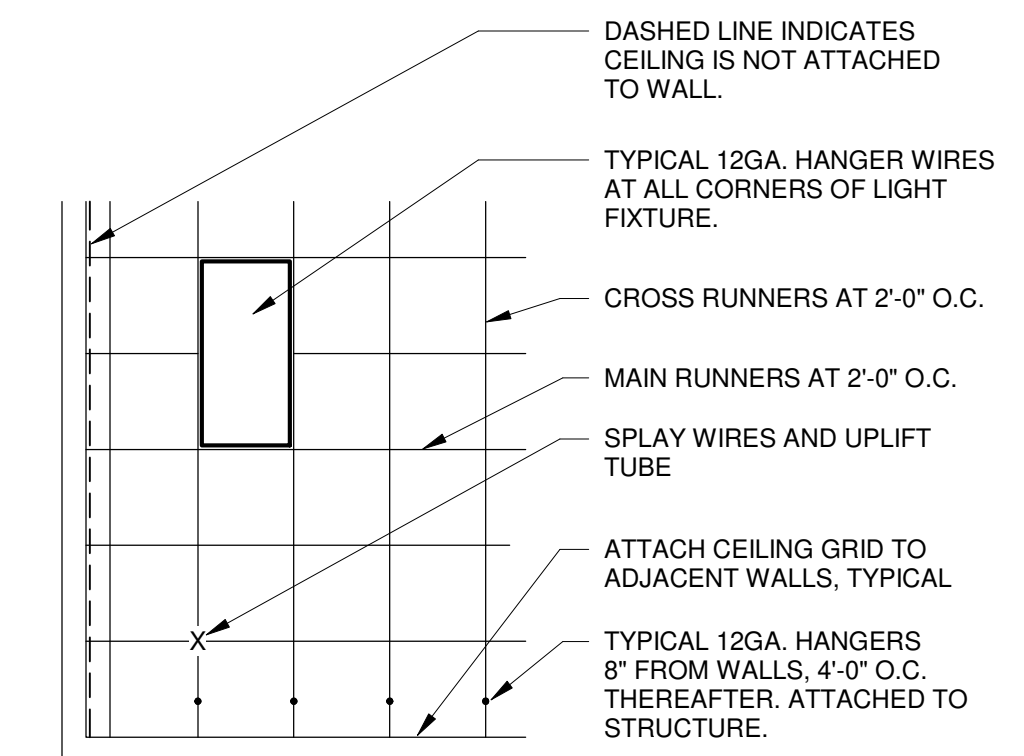 DASHED LINE INDICATES
CEILING IS NOT ATTACHED
TO WALL.
TYPICAL 12GA. HANGER WIRES
AT ALL CORNERS OF LIGHT
FIXTURE.
CROSS RUNNERS AT 2'-0" O.C.
MAIN RUNNERS AT 2'-0" O.C.
SPLAY WIRES AND UPLIFT
TUBE
ATTACH CEILING GRID TO
ADJACENT WALLS, TYPICAL
X
TYPICAL 12GA. HANGERS
8" FROM WALLS, 4'-0" O.C.
THEREAFTER. ATTACHED TO
STRUCTURE.